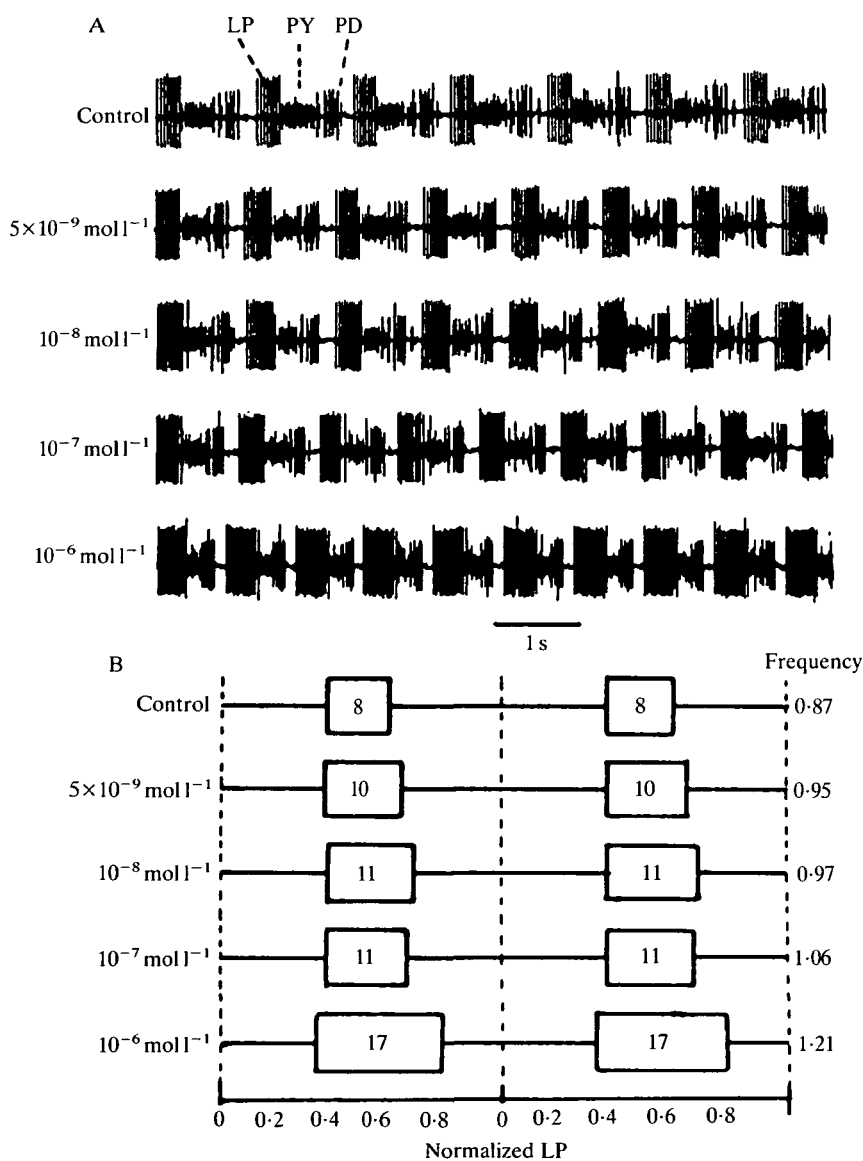 A
LP PY PD
Control
5×10⁻⁹ mol l⁻¹
10⁻⁸ mol l⁻¹
10⁻⁷ mol l⁻¹
10⁻⁶ mol l⁻¹
1 s
B
Frequency
Control 8 8 0·87
5×10⁻⁹ mol l⁻¹ 10 10 0·95
10⁻⁸ mol l⁻¹ 11 11 0·97
10⁻⁷ mol l⁻¹ 11 11 1·06
10⁻⁶ mol l⁻¹ 17 17 1·21
0 0·2 0·4 0·6 0·8 0 0·2 0·4 0·6 0·8
Normalized LP